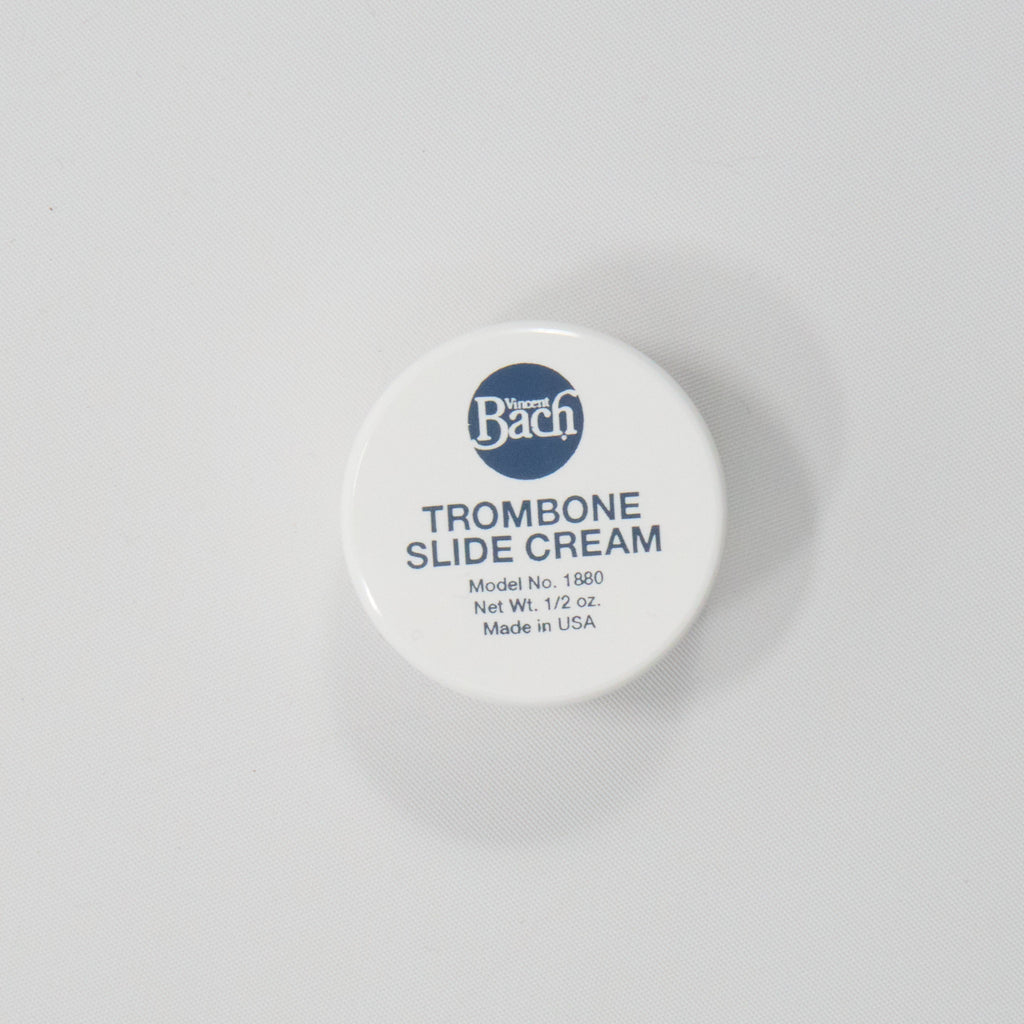 Vincent
Bach
TROMBONE
SLIDE CREAM
Model No. 1880
Net Wt. 1/2 oz.
Made in USA